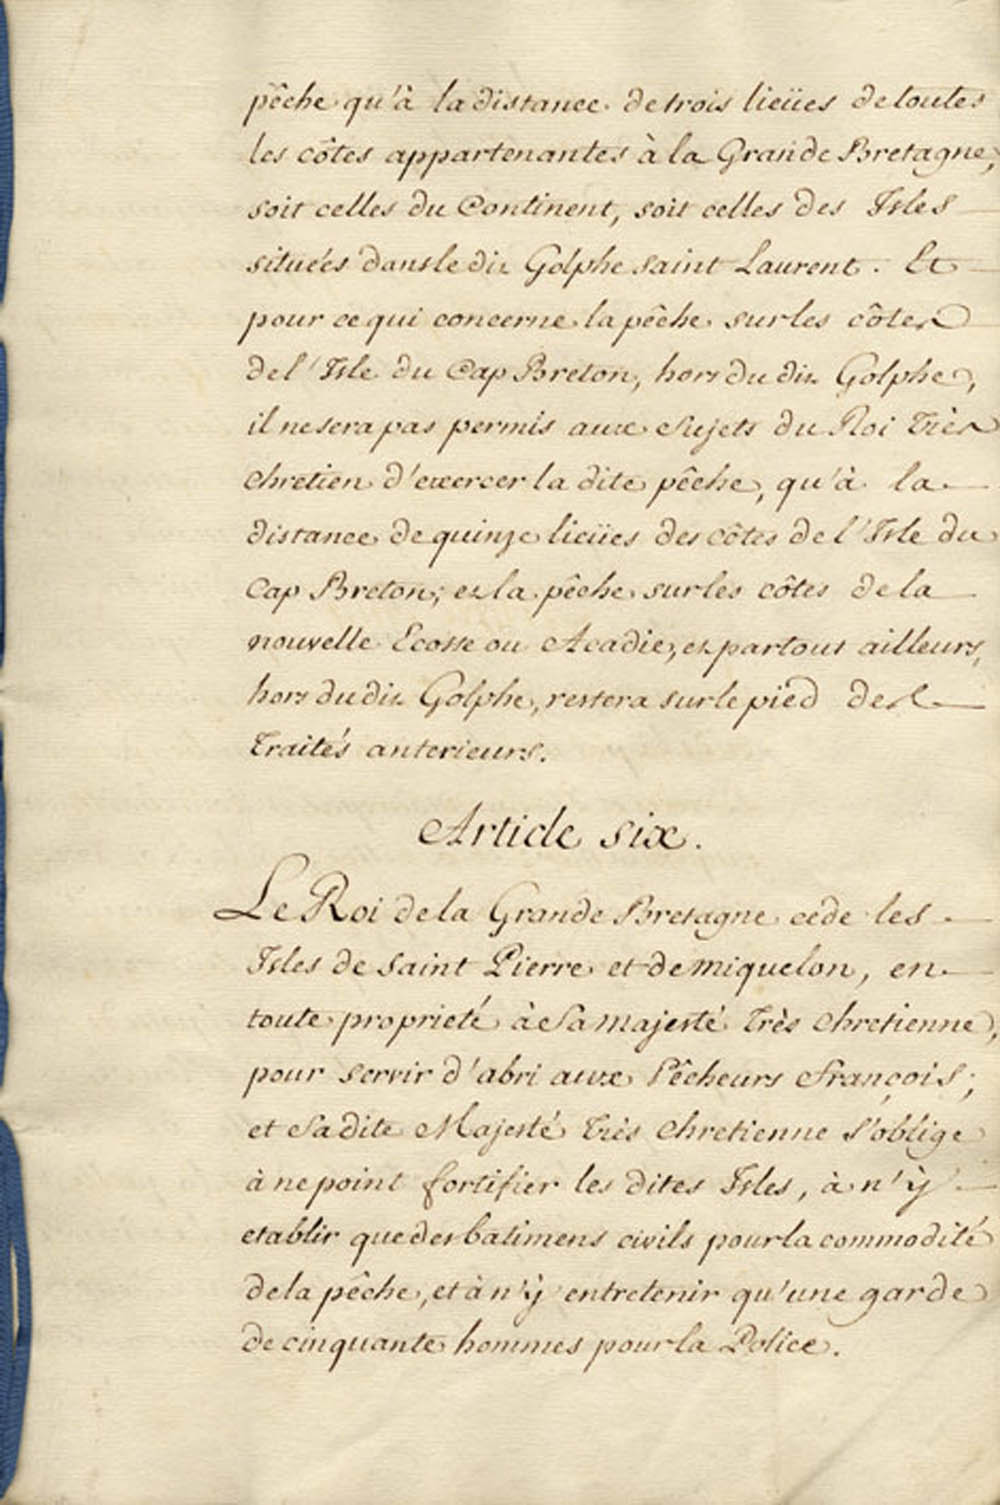 pêche qu'à la distance de trois lieües de toutes
les côtes appartenantes à la Grande Bretagne,
soit celles du Continent, soit celles des Isles
situées dans le dit Golphe saint Laurent. Et
pour ce qui concerne la pêche sur les côtes
de l'Isle du Cap Breton, hors du dit Golphe,
il ne sera pas permis aux Sujets du Roi Très
Chretien d'exercer la dite pêche, qu'à la
distance de quinze lieües des côtes de l'Isle du
Cap Breton; et la pêche sur les côtes de la
nouvelle Ecosse ou Acadie, et partout ailleurs,
hors du dit Golphe, restera sur le pied des
Traités anterieurs.
Article six.
Le Roi de la Grande Bretagne cede les
Isles de Saint Pierre et de Miquelon, en
toute proprieté à Sa Majesté Très Chretienne,
pour servir d'abri aux Pêcheurs François;
et Sa dite Majesté Très Chretienne s'oblige
à ne point fortifier les dites Isles, à n'ÿ
etablir que des batimens civils pour la commodité
de la pêche, et à n'ÿ entretenir qu'une garde
de cinquante hommes pour la Police.